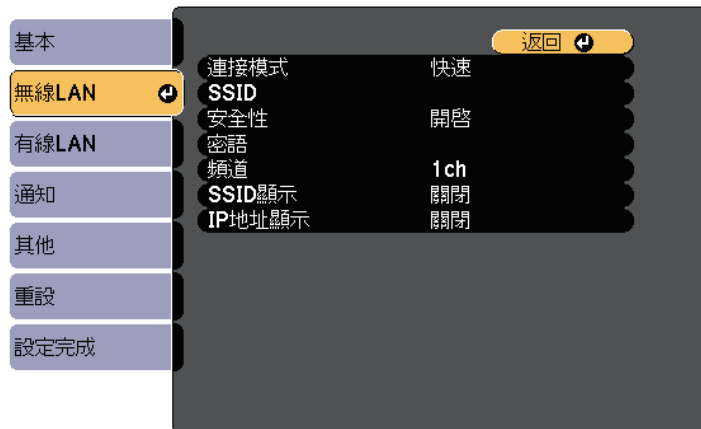 基本
無線LAN
有線LAN
通知
其他
重設
設定完成
返回
連接模式 快速
SSID
安全性 開啓
密語
頻道 1ch
SSID顯示 關閉
IP地址顯示 關閉